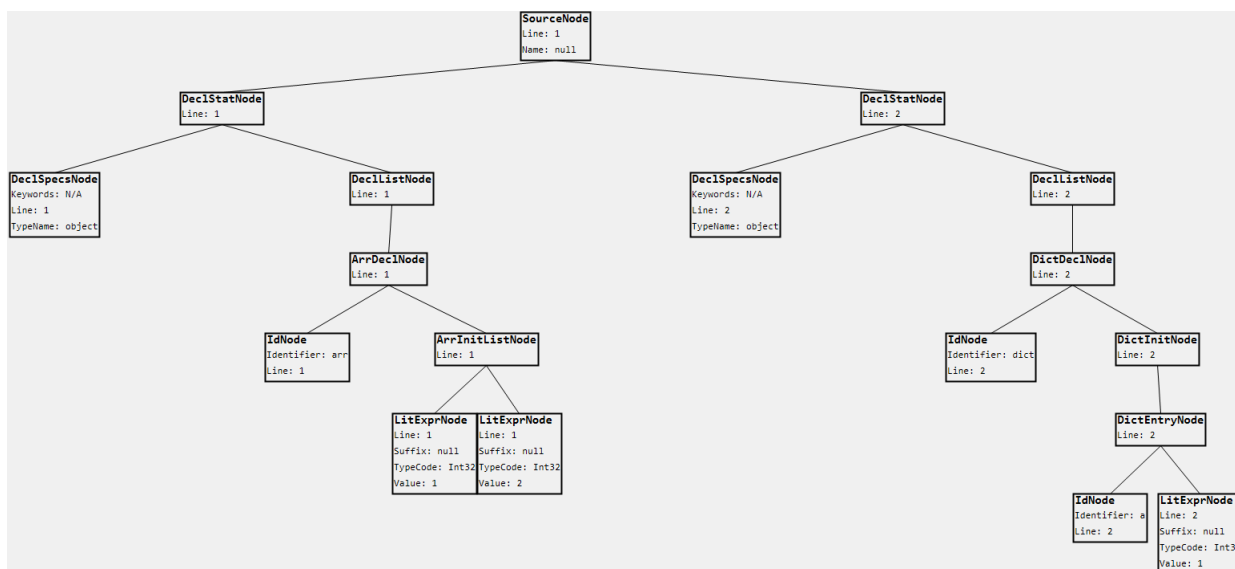 SourceNode
Line: 1
Name: null
DeclStatNode
Line: 1
DeclStatNode
Line: 2
DeclSpecsNode
Keywords: N/A
Line: 1
TypeName: object
DeclListNode
Line: 1
DeclSpecsNode
Keywords: N/A
Line: 2
TypeName: object
DeclListNode
Line: 2
ArrDeclNode
Line: 1
DictDeclNode
Line: 2
IdNode
Identifier: arr
Line: 1
ArrInitListNode
Line: 1
IdNode
Identifier: dict
Line: 2
DictInitNode
Line: 2
LitExprNode
Line: 1
Suffix: null
TypeCode: Int32
Value: 1
LitExprNode
Line: 1
Suffix: null
TypeCode: Int32
Value: 2
DictEntryNode
Line: 2
IdNode
Identifier: a
Line: 2
LitExprNode
Line: 2
Suffix: null
TypeCode: Int3
Value: 1